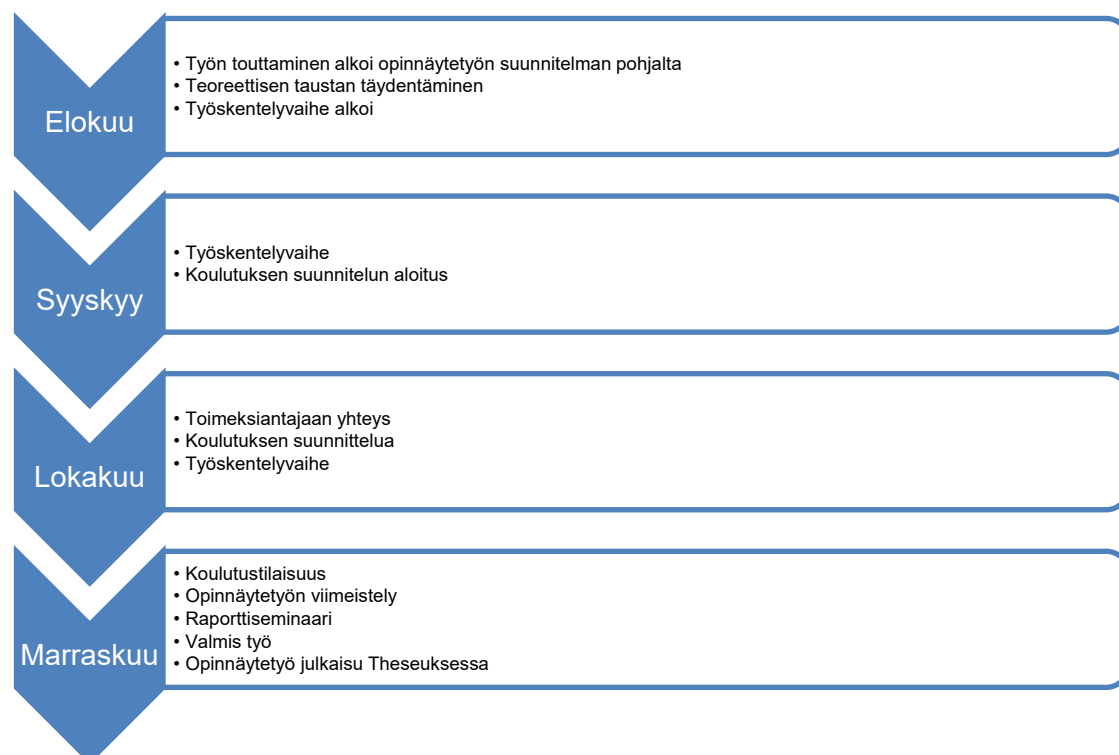 Elokuu
• Työn touttaminen alkoi opinnäytetyön suunnitelman pohjalta
• Teoreettisen taustan täydentäminen
• Työskentelyvaihe alkoi
Syyskyy
• Työskentelyvaihe
• Koulutuksen suunnitelun aloitus
Lokakuu
• Toimeksiantajaan yhteys
• Koulutuksen suunnittelua
• Työskentelyvaihe
Marraskuu
• Koulutustilaisuus
• Opinnäytetyön viimeistely
• Raporttiseminaari
• Valmis työ
• Opinnäytetyö julkaisu Theseuksessa